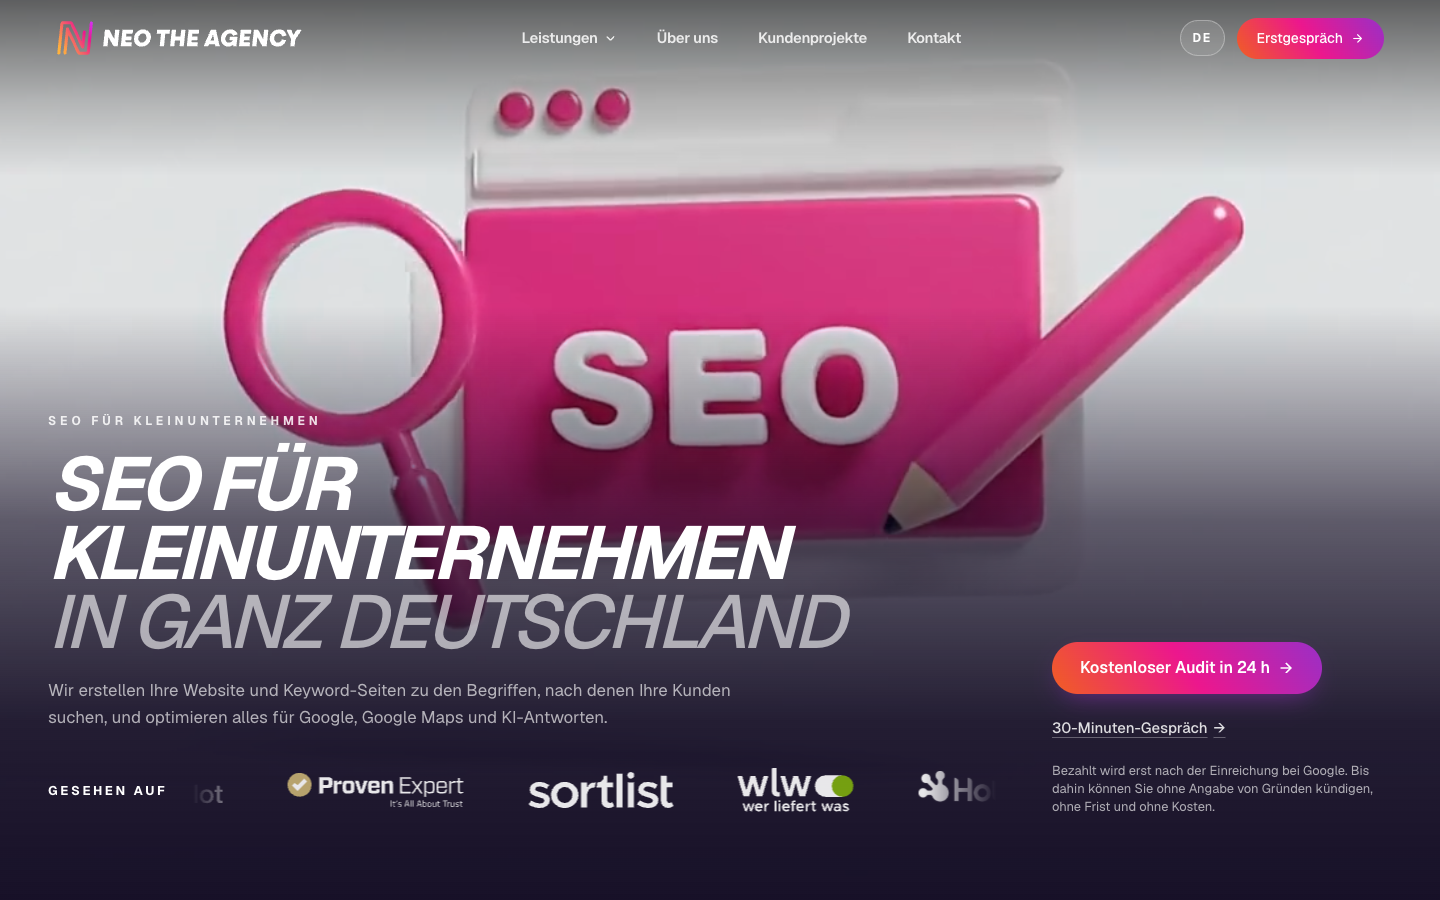 NEO THE AGENCY
Leistungen
Über uns
Kundenprojekte
Kontakt
DE
Erstgespräch →
SEO
SEO FÜR KLEINUNTERNEHMEN
SEO FÜR
KLEINUNTERNEHMEN
IN GANZ DEUTSCHLAND
Wir erstellen Ihre Website und Keyword-Seiten zu den Begriffen, nach denen Ihre Kunden
suchen, und optimieren alles für Google, Google Maps und KI-Antworten.
Kostenloser Audit in 24 h →
30-Minuten-Gespräch →
Bezahlt wird erst nach der Einreichung bei Google. Bis
dahin können Sie ohne Angabe von Gründen kündigen,
ohne Frist und ohne Kosten.
GESEHEN AUF
ProvenExpert
It's All About Trust
sortlist
wlw
wer liefert was